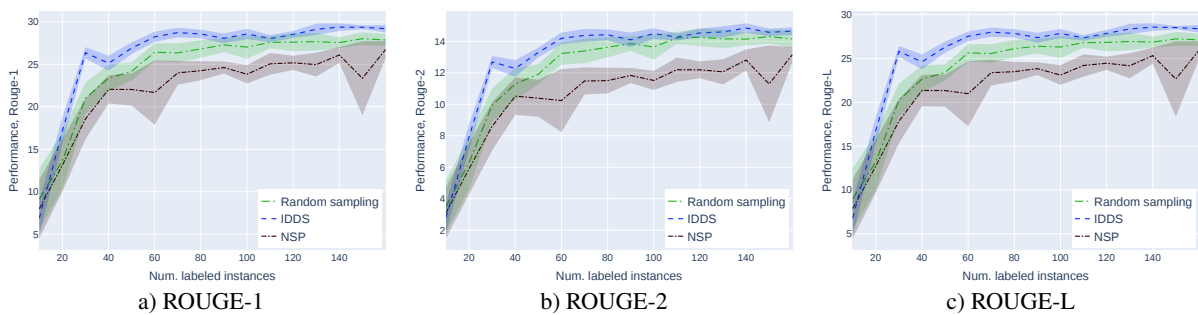 Performance, Rouge-1
30
25
20
15
10
5
20
40
60
80
100
120
140
Num. labeled instances
Random sampling
IDDS
NSP
a) ROUGE-1
Performance, Rouge-2
14
12
10
8
6
4
2
20
40
60
80
100
120
140
Num. labeled instances
Random sampling
IDDS
NSP
b) ROUGE-2
Performance, Rouge-L
30
25
20
15
10
5
20
40
60
80
100
120
140
Num. labeled instances
Random sampling
IDDS
NSP
c) ROUGE-L